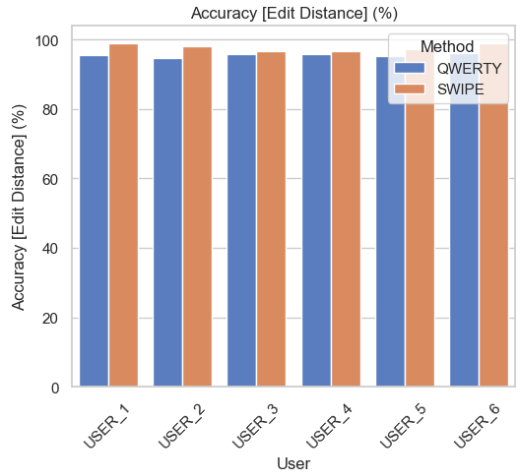 Accuracy [Edit Distance] (%)
Accuracy [Edit Distance] (%)
100
80
60
40
20
0
Method
QWERTY
SWIPE
USER_1
USER_2
USER_3
USER_4
USER_5
USER_6
User